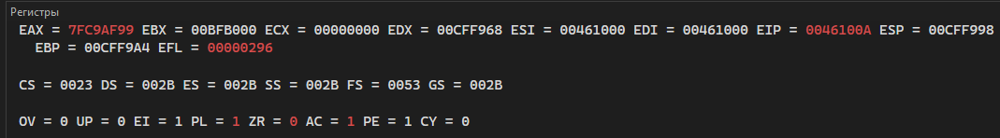 Регистры
EAX = 7FC9AF99 EBX = 00BFB000 ECX = 00000000 EDX = 00CFF968 ESI = 00461000 EDI = 00461000 EIP = 0046100A ESP = 00CFF998
EBP = 00CFF9A4 EFL = 00000296
CS = 0023 DS = 002B ES = 002B SS = 002B FS = 0053 GS = 002B
OV = 0 UP = 0 EI = 1 PL = 1 ZR = 0 AC = 1 PE = 1 CY = 0